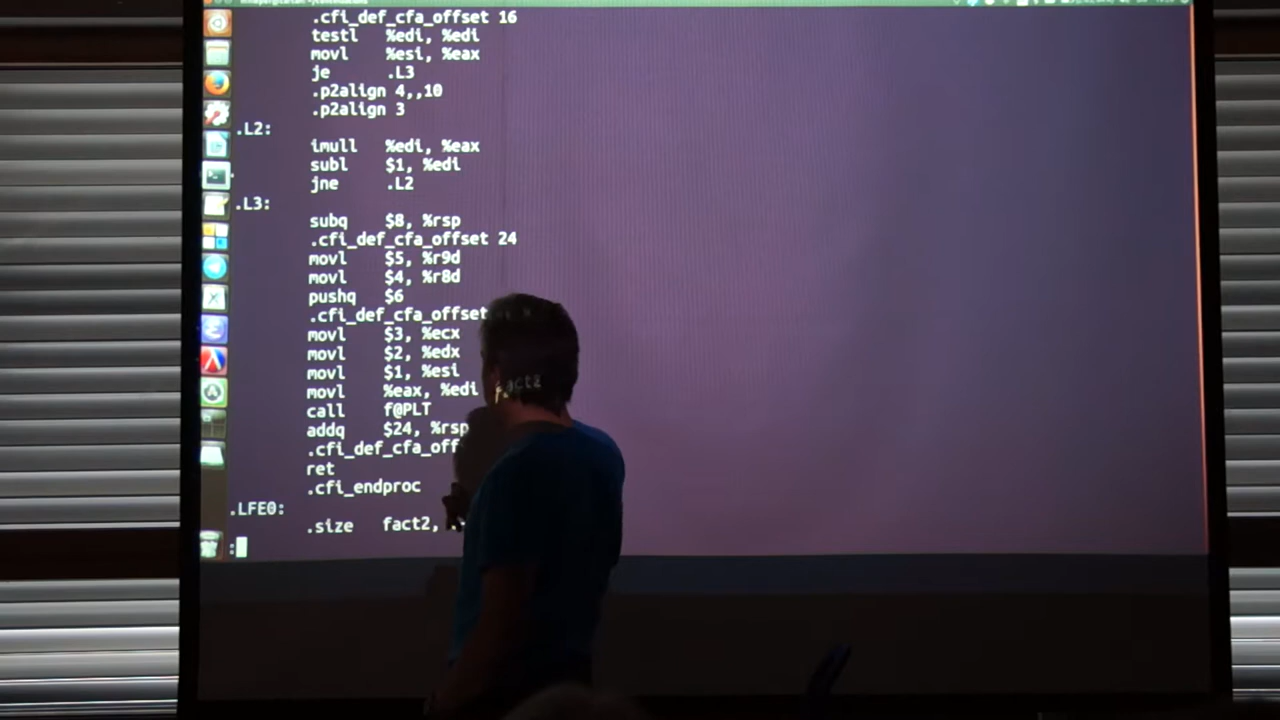 .cfi_def_cfa_offset 16
testl %edi, %edi
movl %esi, %eax
je .L3
.p2align 4,,10
.p2align 3
.L2:
imull %edi, %eax
subl $1, %edi
jne .L2
.L3:
subq $8, %rsp
.cfi_def_cfa_offset 24
movl $5, %r9d
movl $4, %r8d
pushq $6
.cfi_def_cfa_offset
movl $3, %ecx
movl $2, %edx
movl $1, %esi
movl %eax, %edi
call f@PLT
addq $24, %rsp
.cfi_def_cfa_off
ret
.cfi_endproc
.LFE0:
.size fact2,
: